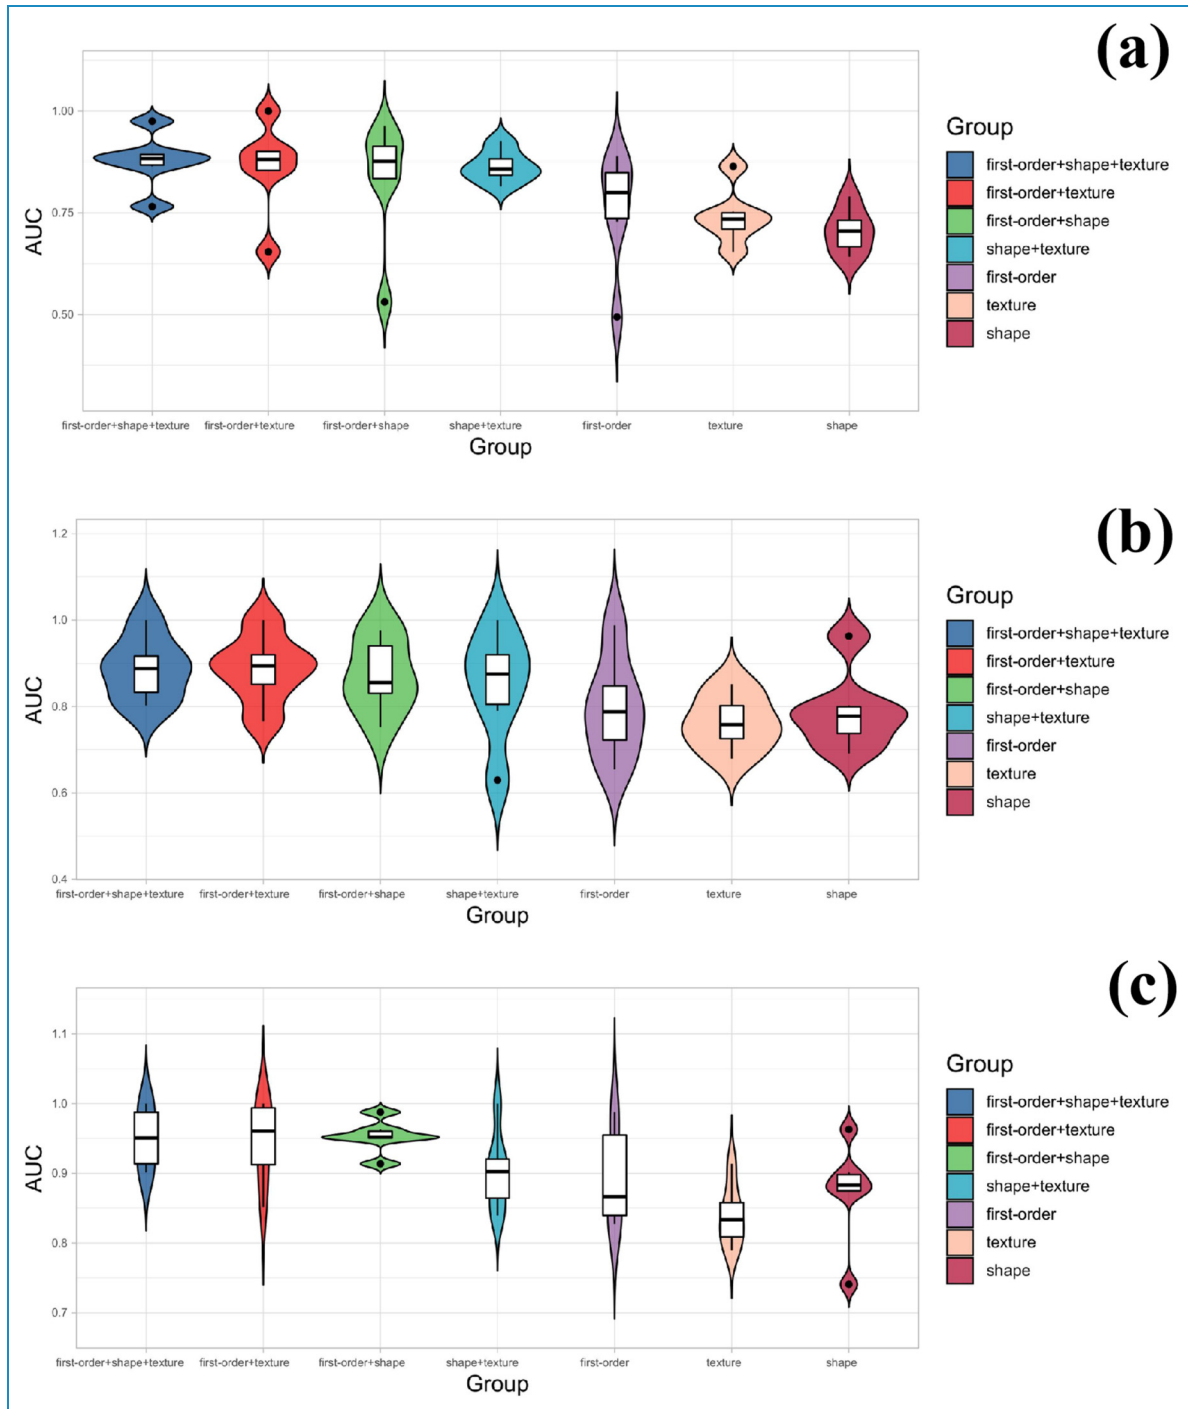 (a)
1.00
0.75
0.50
AUC
first-order+shape+texture first-order+texture first-order+shape shape+texture first-order texture shape
Group
Group
first-order+shape+texture
first-order+texture
first-order+shape
shape+texture
first-order
texture
shape
(b)
1.2
1.0
0.8
0.6
0.4
AUC
first-order+shape+texture first-order+texture first-order+shape shape+texture first-order texture shape
Group
Group
first-order+shape+texture
first-order+texture
first-order+shape
shape+texture
first-order
texture
shape
(c)
1.1
1.0
0.9
0.8
0.7
AUC
first-order+shape+texture first-order+texture first-order+shape shape+texture first-order texture shape
Group
Group
first-order+shape+texture
first-order+texture
first-order+shape
shape+texture
first-order
texture
shape